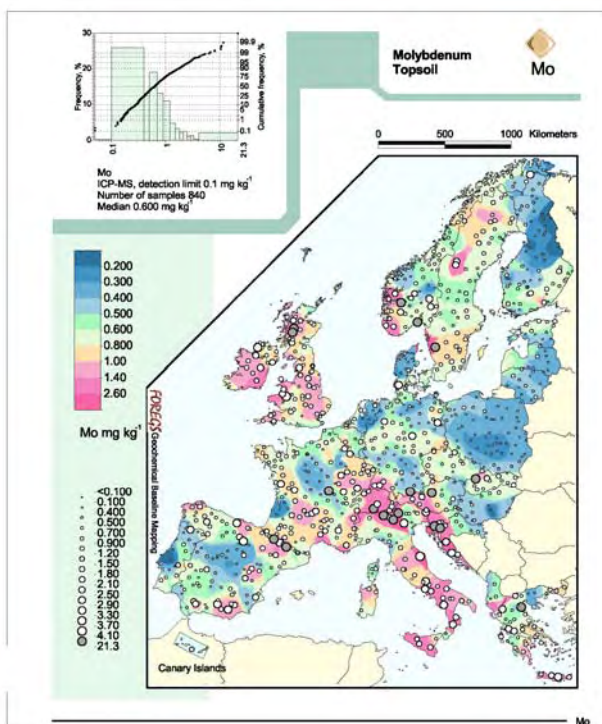 Molybdenum
Topsoil
Mo
Frequency, %
30
20
10
0
0.1
1
10
21.3
Cumulative frequency, %
99.9
99
75
50
25
5
1
0.1
Mo
ICP-MS, detection limit 0.1 mg kg-1
Number of samples 840
Median 0.600 mg kg-1
0 500 1000 Kilometers
0.200
0.300
0.400
0.500
0.600
0.800
1.00
1.40
2.60
Mo mg kg-1
<0.100
0.100
0.400
0.500
0.700
0.900
1.20
1.50
1.80
2.10
2.50
2.90
3.30
3.70
4.10
21.3
FOREGS Geochemical Baseline Mapping
Canary Islands
Mo